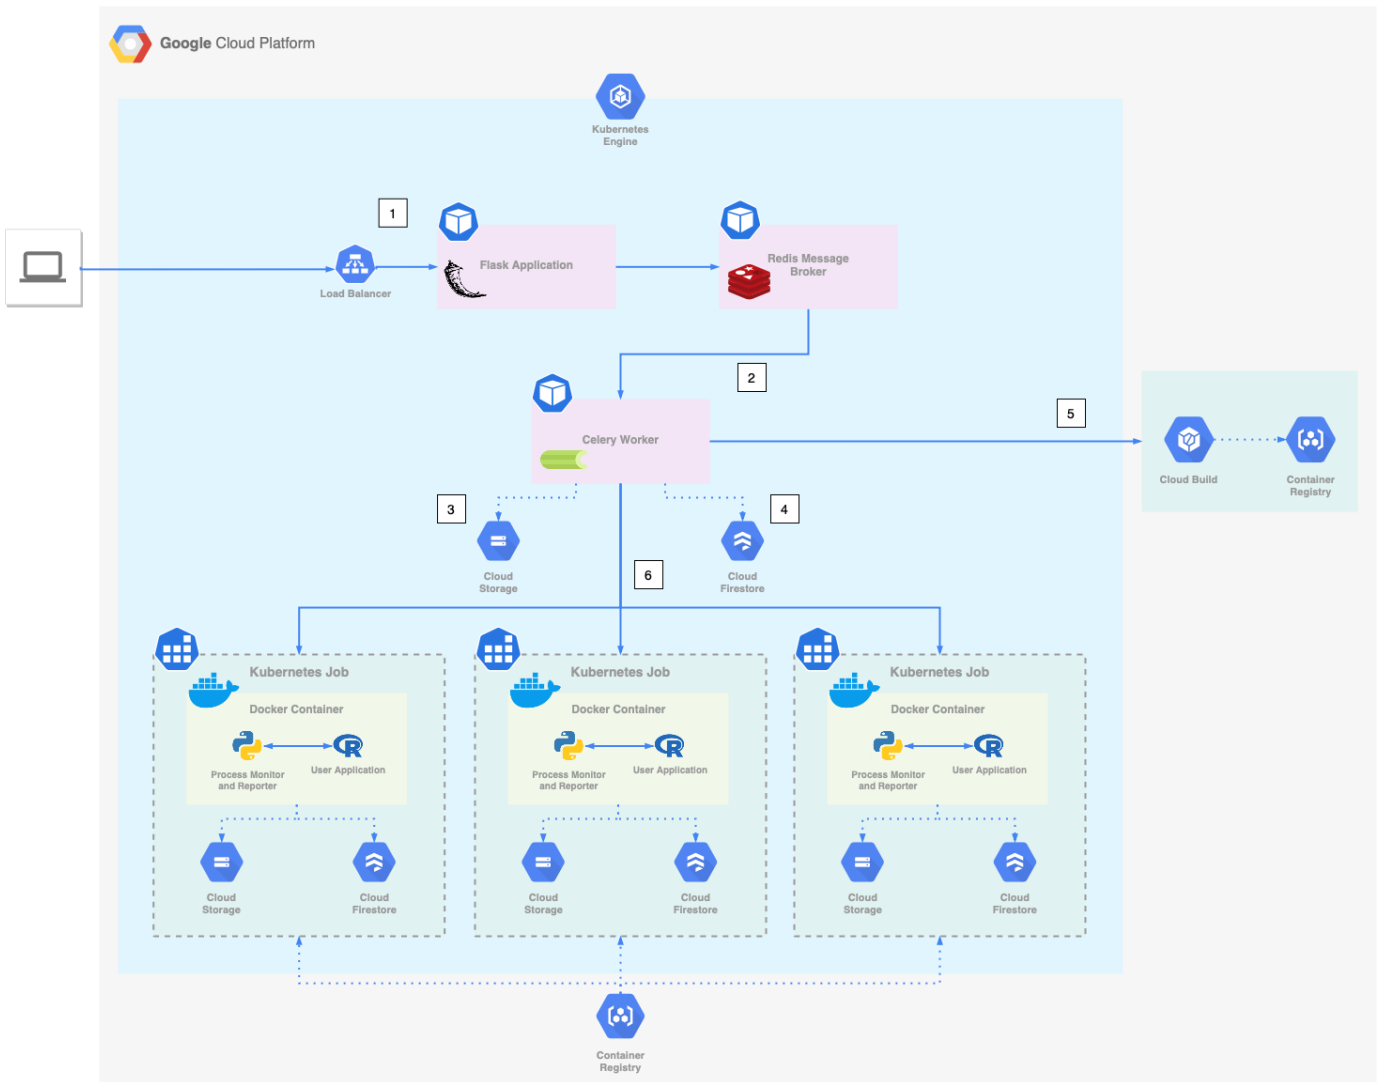 Google Cloud Platform
Kubernetes
Engine
1
Flask Application
Redis Message
Broker
Load Balancer
2
5
Celery Worker
Cloud Build
Container
Registry
3
4
Cloud
Storage
Cloud
Firestore
6
Kubernetes Job
Docker Container
Process Monitor
and Reporter
User Application
Cloud
Storage
Cloud
Firestore
Kubernetes Job
Docker Container
Process Monitor
and Reporter
User Application
Cloud
Storage
Cloud
Firestore
Kubernetes Job
Docker Container
Process Monitor
and Reporter
User Application
Cloud
Storage
Cloud
Firestore
Container
Registry